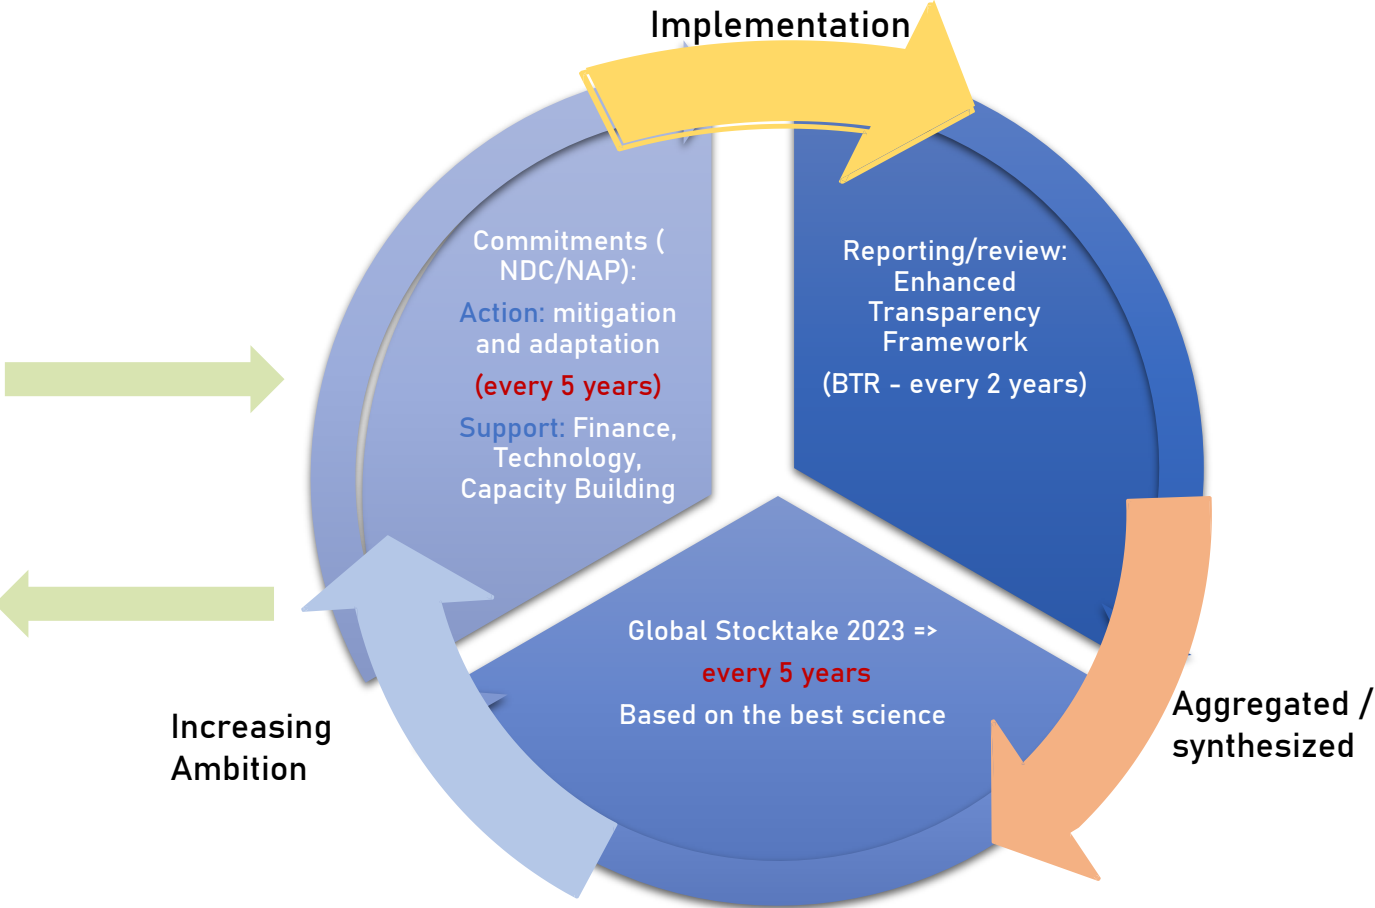 Implementation
Commitments (
NDC/NAP):
Action: mitigation
and adaptation
(every 5 years)
Support: Finance,
Technology,
Capacity Building
Reporting/review:
Enhanced
Transparency
Framework
(BTR - every 2 years)
Global Stocktake 2023 =>
every 5 years
Based on the best science
Increasing
Ambition
Aggregated /
synthesized